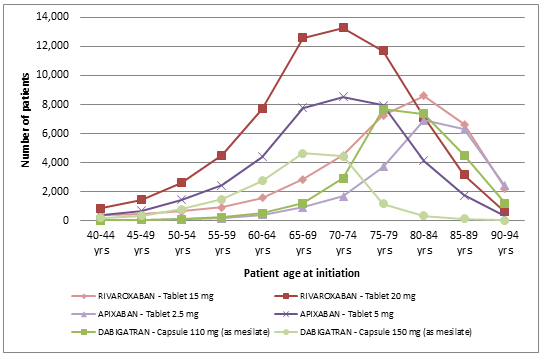 14,000
12,000
10,000
8,000
6,000
4,000
2,000
0
Number of patients
40-44 yrs
45-49 yrs
50-54 yrs
55-59 yrs
60-64 yrs
65-69 yrs
70-74 yrs
75-79 yrs
80-84 yrs
85-89 yrs
90-94 yrs
Patient age at initiation
RIVAROXABAN - Tablet 15 mg
RIVAROXABAN - Tablet 20 mg
APIXABAN - Tablet 2.5 mg
APIXABAN - Tablet 5 mg
DABIGATRAN - Capsule 110 mg (as mesilate)
DABIGATRAN - Capsule 150 mg (as mesilate)